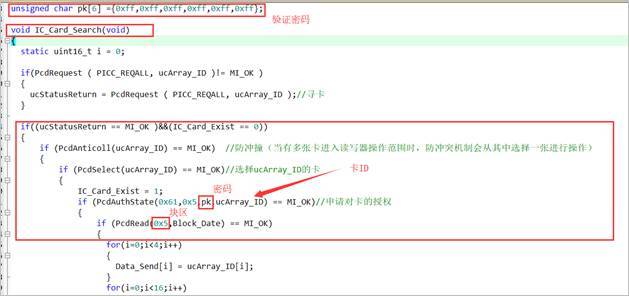 unsigned char pk[6] ={0xff,0xff,0xff,0xff,0xff,0xff};
验证密码
void IC_Card_Search(void)
{
static uint16_t i = 0;
if(PcdRequest ( PICC_REQALL, ucArray_ID )!= MI_OK )
{
ucStatusReturn = PcdRequest ( PICC_REQALL, ucArray_ID );//寻卡
}
if((ucStatusReturn == MI_OK )&&(IC_Card_Exist == 0))
{
if (PcdAnticoll(ucArray_ID) == MI_OK) //防冲撞（当有多张卡进入读写器操作范围时，防冲突机制会从其中选择一张进行操作）
{
if (PcdSelect(ucArray_ID) == MI_OK)//选择ucArray_ID的卡
卡ID
{
密码
IC_Card_Exist = 1;
if (PcdAuthState(0x61,0x5,pk,ucArray_ID) == MI_OK)//申请对卡的授权
{
块区
if (PcdRead(0x5,Block_Date) == MI_OK)
{
for(i=0;i<4;i++)
{
Data_Send[i] = ucArray_ID[i];
}
for(i=0;i<16;i++)